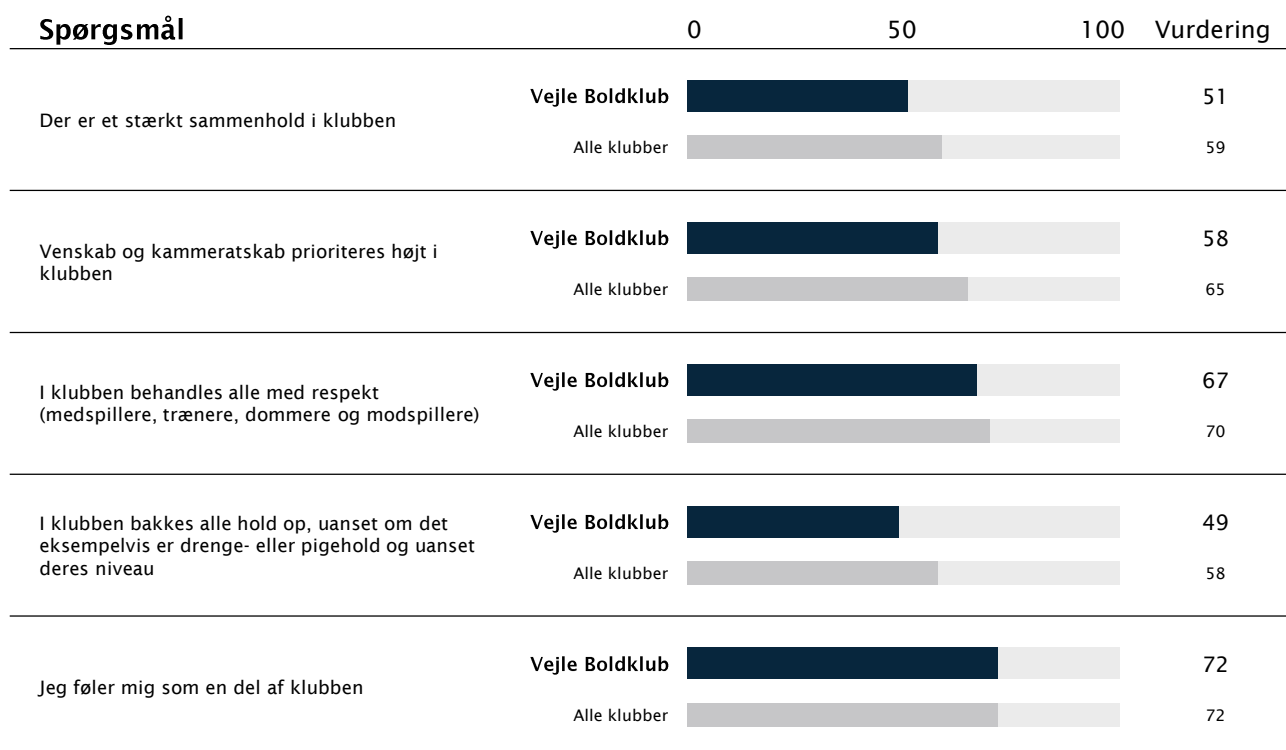 Spørgsmål 0 50 100 Vurdering
Vejle Boldklub 51
Der er et stærkt sammenhold i klubben
Alle klubber 59
Vejle Boldklub 58
Venskab og kammeratskab prioriteres højt i
klubben
Alle klubber 65
Vejle Boldklub 67
I klubben behandles alle med respekt
(medspillere, trænere, dommere og modspillere)
Alle klubber 70
I klubben bakkes alle hold op, uanset om det
Vejle Boldklub 49
eksempelvis er drenge- eller pigehold og uanset
deres niveau
Alle klubber 58
Vejle Boldklub 72
Jeg føler mig som en del af klubben
Alle klubber 72